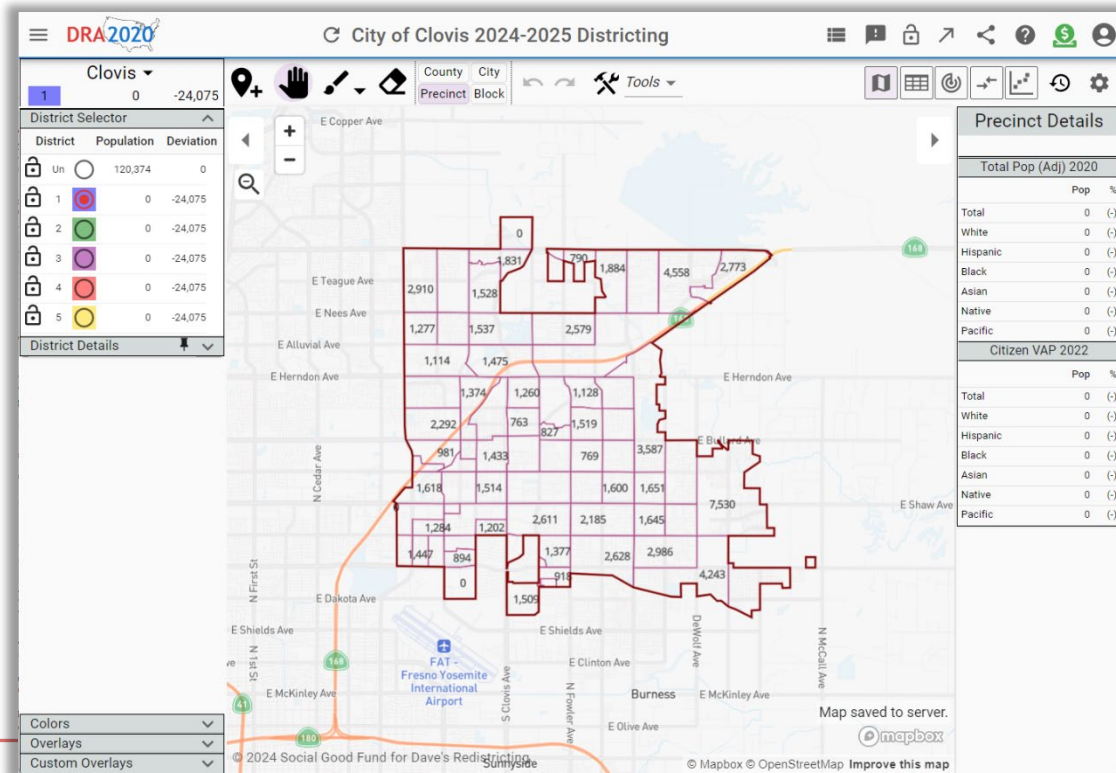 DRA2020
City of Clovis 2024-2025 Districting
Clovis
1 0 -24,075
District Selector
District Population Deviation
Un 120,374 0
1 0 -24,075
2 0 -24,075
3 0 -24,075
4 0 -24,075
5 0 -24,075
District Details
Colors
Overlays
Custom Overlays
County City
Precinct Block
Tools
E Copper Ave
0
168
1,831 790 1,884 4,558 2,773
E Teague Ave
2,910 1,528
E Nees Ave
168
1,277 1,537 2,579
E Alluvial Ave
1,114 1,475
E Herndon Ave E Herndon Ave
1,374 1,260 1,128
2,292 763 827 1,519
E Bullard Ave
981 1,433 769 3,587
N Cedar Ave
1,618 1,514 1,600 1,651 7,530
E Shaw Ave
1,284 1,202 2,611 2,185 1,645
1,447 894 1,377 2,628 2,986
0 918 4,243
N First St
E Dakota Ave
1,509
E Shields Ave E Shields Ave
DeWolf Ave
N McCall Ave
N 1st St
168
FAT -
Fresno Yosemite
International
Airport
E Clinton Ave
S Clovis Ave
N Fowler Ave
E McKinley Ave Burness E McKinley Ave
41
Map saved to server.
E Olive Ave
180
mapbox
© 2024 Social Good Fund for Dave's Redistricting
Sunnyside
© Mapbox © OpenStreetMap Improve this map
Precinct Details
Total Pop (Adj) 2020
Pop %
Total 0 (-)
White 0 (-)
Hispanic 0 (-)
Black 0 (-)
Asian 0 (-)
Native 0 (-)
Pacific 0 (-)
Citizen VAP 2022
Pop %
Total 0 (-)
White 0 (-)
Hispanic 0 (-)
Black 0 (-)
Asian 0 (-)
Native 0 (-)
Pacific 0 (-)